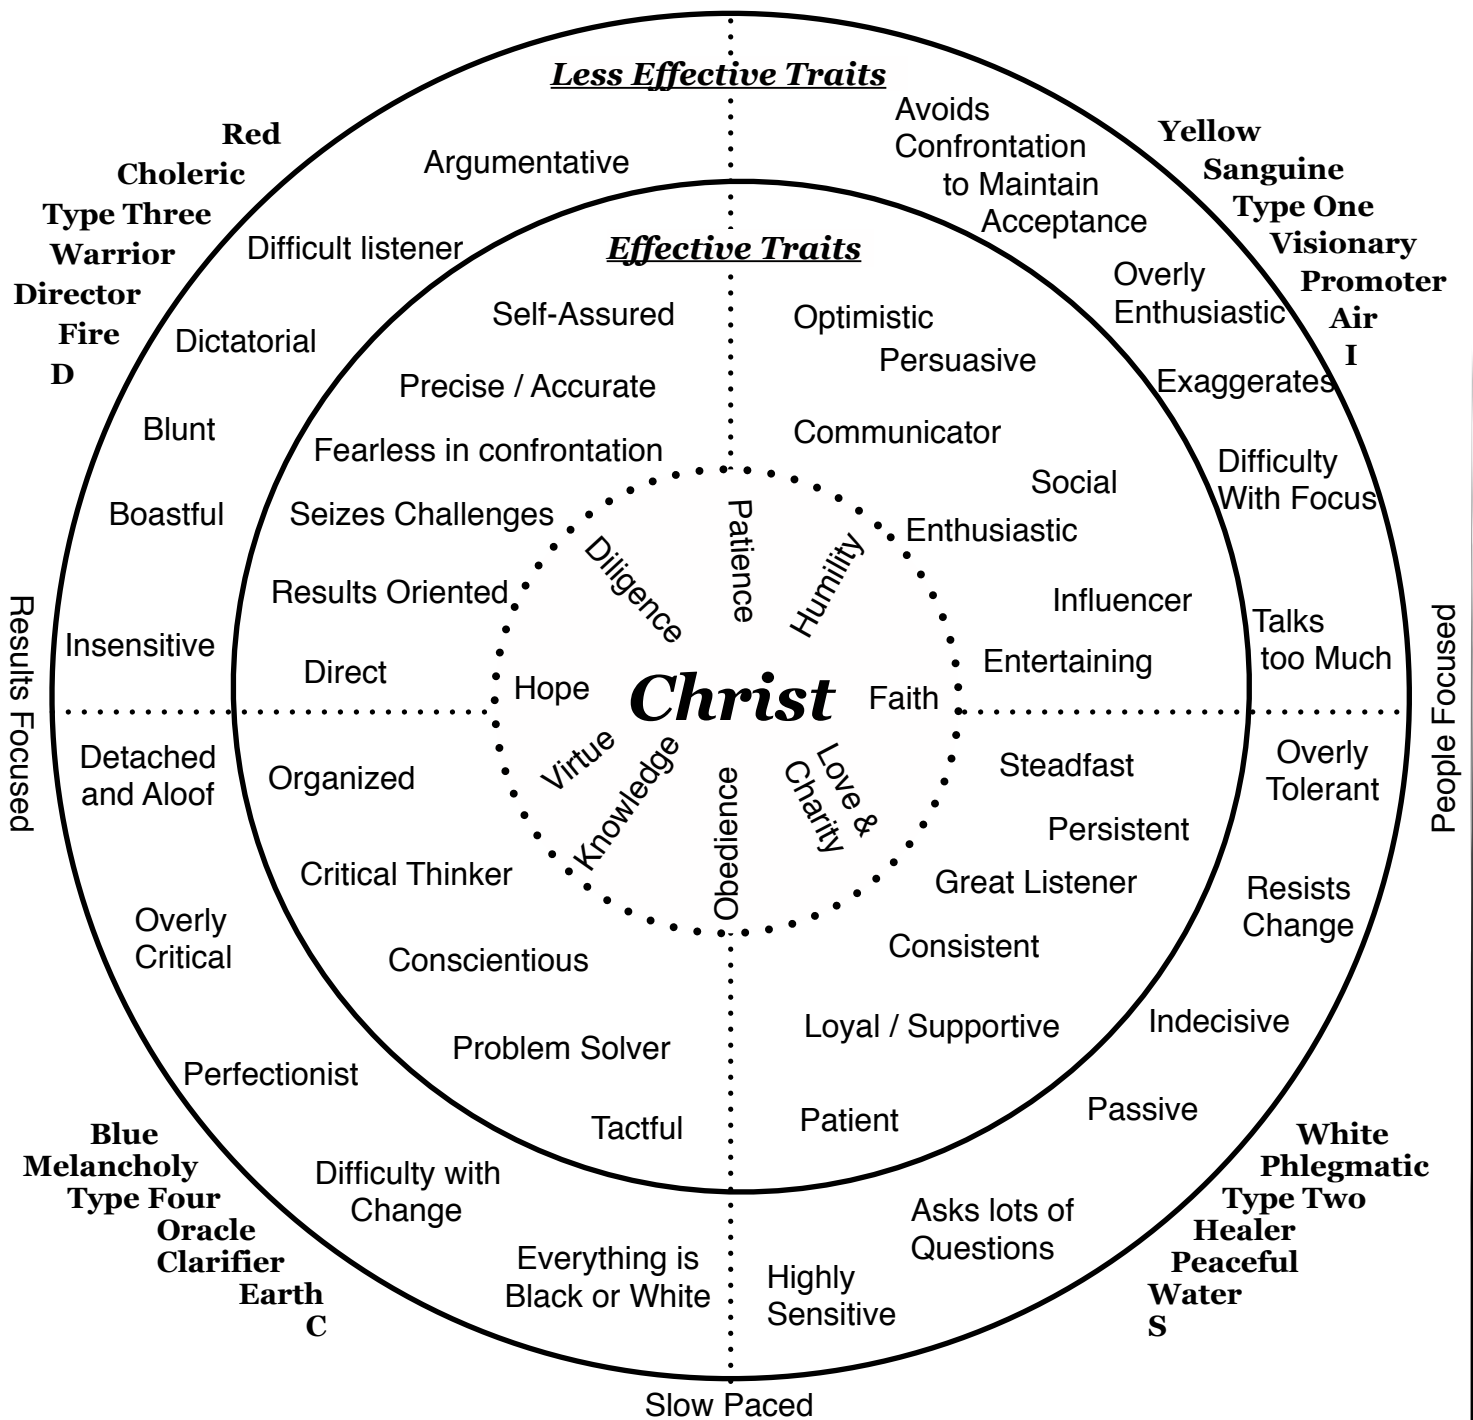 Less Effective Traits
Red
Choleric
Type Three
Warrior
Director
Fire
D
Yellow
Sanguine
Type One
Visionary
Promoter
Air
I
Argumentative
Difficult listener
Dictatorial
Blunt
Boastful
Insensitive
Avoids
Confrontation
to Maintain
Acceptance
Overly
Enthusiastic
Exaggerates
Difficulty
With Focus
Talks
too Much
Effective Traits
Self-Assured
Precise / Accurate
Fearless in confrontation
Seizes Challenges
Results Oriented
Direct
Optimistic
Persuasive
Communicator
Social
Enthusiastic
Influencer
Entertaining
Diligence
Patience
Humility
Hope
Christ
Faith
Virtue
Knowledge
Obedience
Love &
Charity
Results Focused
People Focused
Organized
Critical Thinker
Conscientious
Problem Solver
Tactful
Steadfast
Persistent
Great Listener
Consistent
Loyal / Supportive
Patient
Detached
and Aloof
Overly
Critical
Perfectionist
Difficulty with
Change
Everything is
Black or White
Overly
Tolerant
Resists
Change
Indecisive
Passive
Asks lots of
Questions
Highly
Sensitive
Blue
Melancholy
Type Four
Oracle
Clarifier
Earth
C
White
Phlegmatic
Type Two
Healer
Peaceful
Water
S
Slow Paced